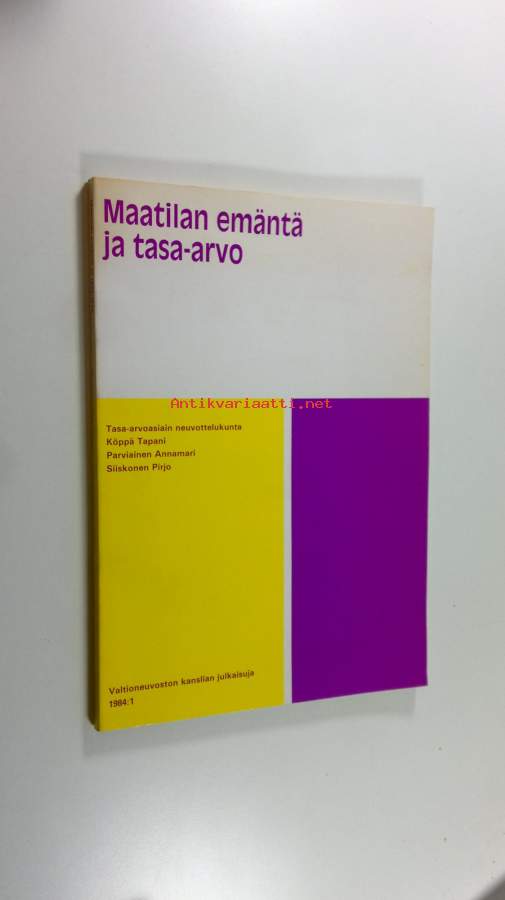 Maatilan emäntä
ja tasa-arvo
Antikvariaatti.net
Tasa-arvoasiain neuvottelukunta
Köppä Tapani
Parviainen Annamari
Siiskonen Pirjo
Valtioneuvoston kanslian julkaisuja
1984:1